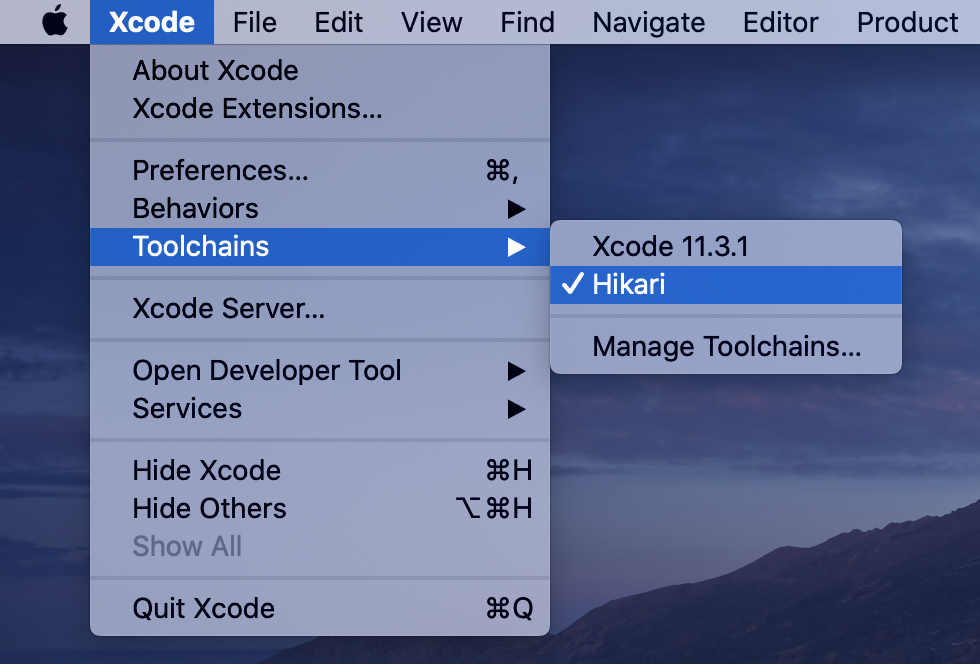 Xcode File Edit View Find Navigate Editor Product
About Xcode
Xcode Extensions...
Preferences... ⌘,
Behaviors ▶
Toolchains ▶
Xcode 11.3.1
✓ Hikari
Manage Toolchains...
Xcode Server...
Open Developer Tool ▶
Services ▶
Hide Xcode ⌘H
Hide Others ⌥⌘H
Show All
Quit Xcode ⌘Q